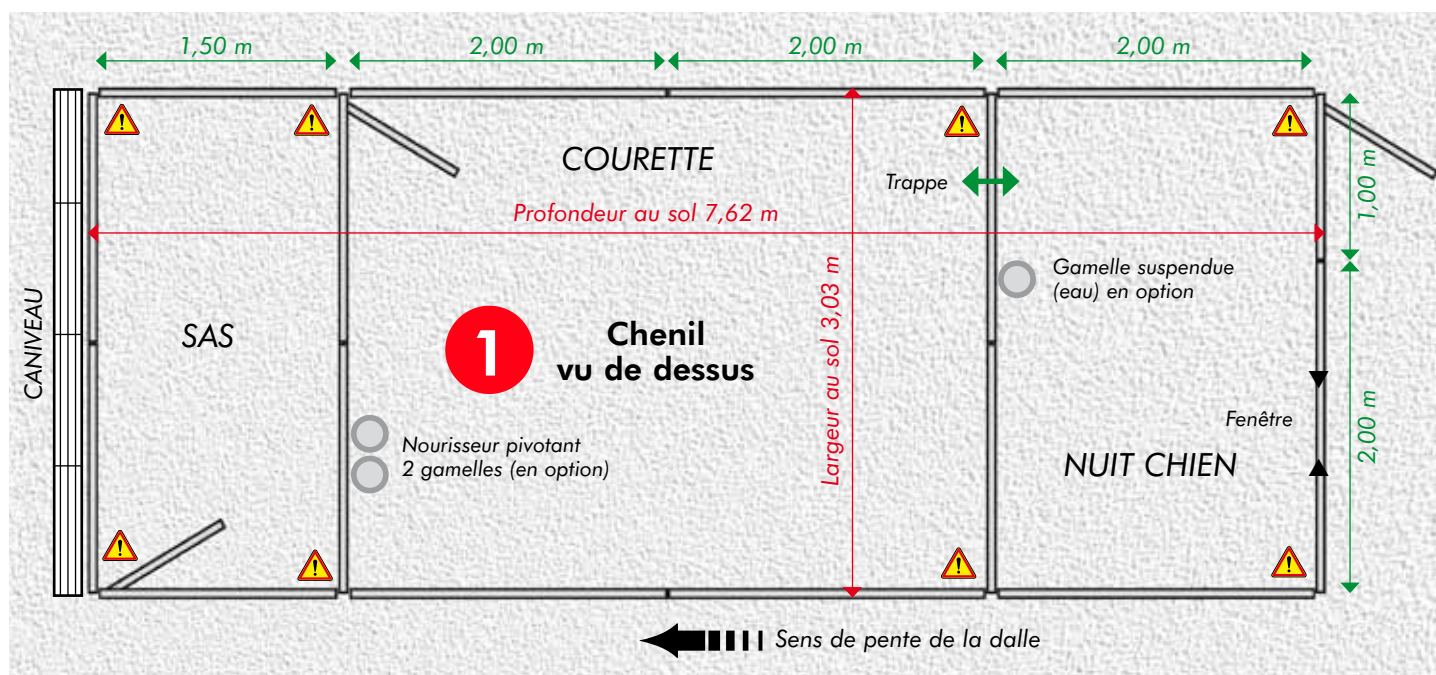 1,50 m
2,00 m
2,00 m
2,00 m
COURETTE
Trappe
1,00 m
Profondeur au sol 7,62 m
Gamelle suspendue
(eau) en option
CANIVEAU
SAS
1
Chenil
vu de dessus
Largeur au sol 3,03 m
Fenêtre
2,00 m
Nourisseur pivotant
2 gamelles (en option)
NUIT CHIEN
Sens de pente de la dalle